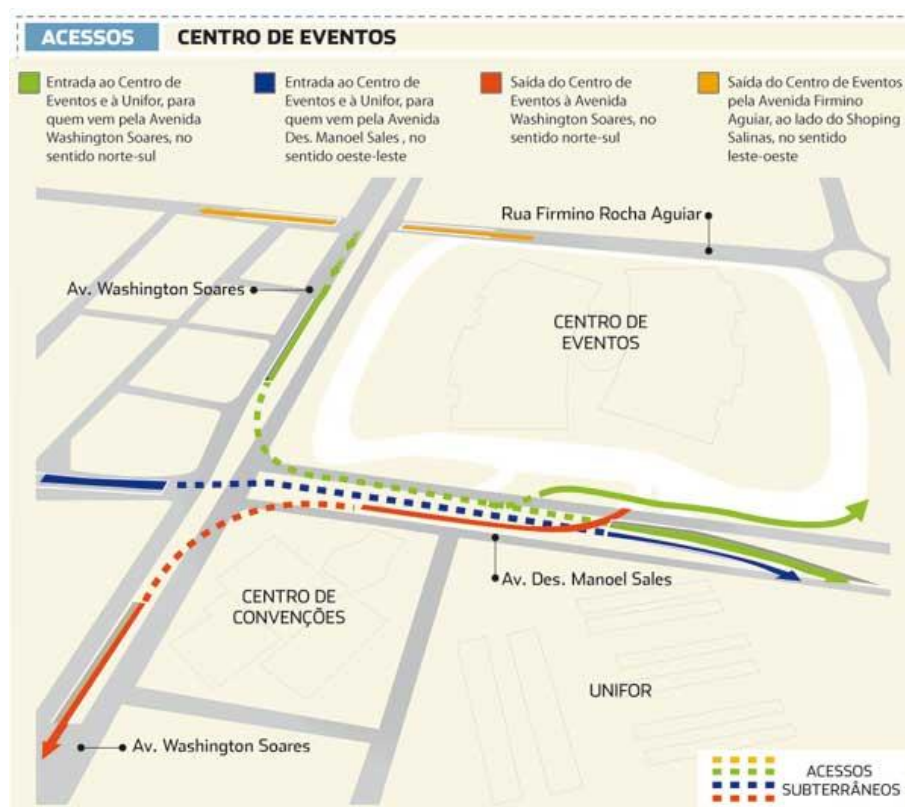 ACESSOS CENTRO DE EVENTOS
Entrada ao Centro de
Eventos e à Unifor, para
quem vem pela Avenida
Washington Soares, no
sentido norte-sul
Entrada ao Centro de
Eventos e à Unifor, para
quem vem pela Avenida
Des. Manoel Sales , no
sentido oeste-leste
Saída do Centro de
Eventos à Avenida
Washington Soares, no
sentido norte-sul
Saída do Centro de Eventos
pela Avenida Firmino
Aguiar, ao lado do Shoping
Salinas, no sentido
leste-oeste
Rua Firmino Rocha Aguiar
Av. Washington Soares
CENTRO DE
EVENTOS
Av. Des. Manoel Sales
CENTRO DE
CONVENÇÕES
UNIFOR
Av. Washington Soares
ACESSOS
SUBTERRÂNEOS